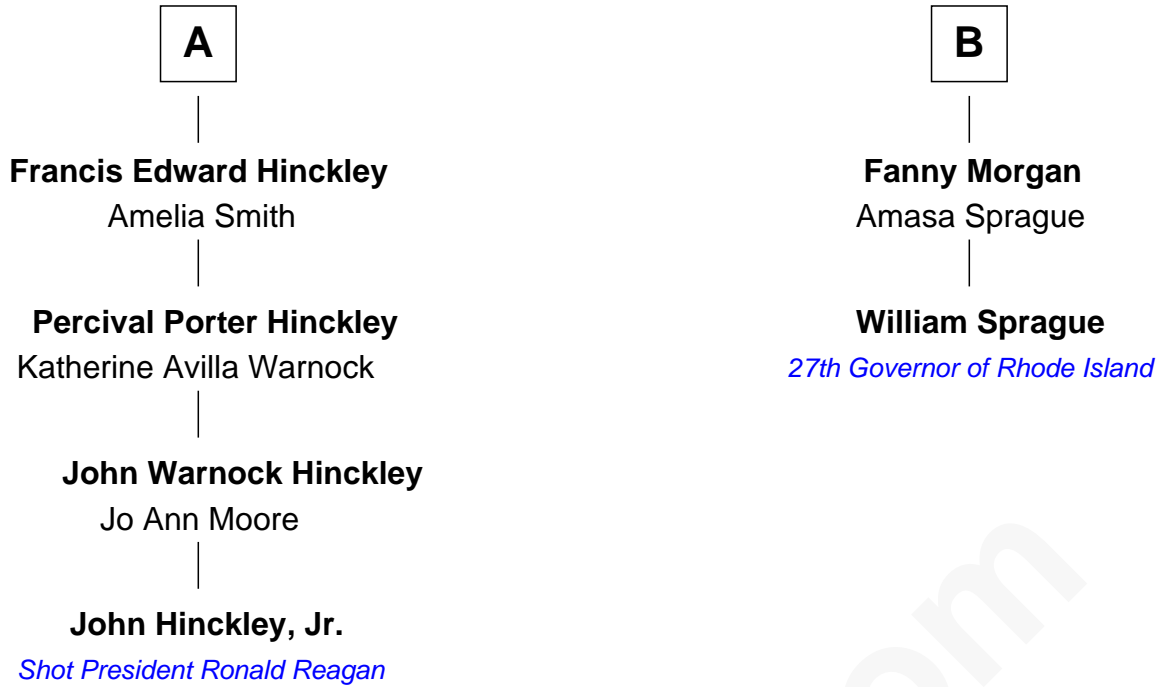 A
Francis Edward Hinckley
Amelia Smith
Percival Porter Hinckley
Katherine Avilla Warnock
John Warnock Hinckley
Jo Ann Moore
John Hinckley, Jr.
Shot President Ronald Reagan
B
Fanny Morgan
Amasa Sprague
William Sprague
27th Governor of Rhode Island
om